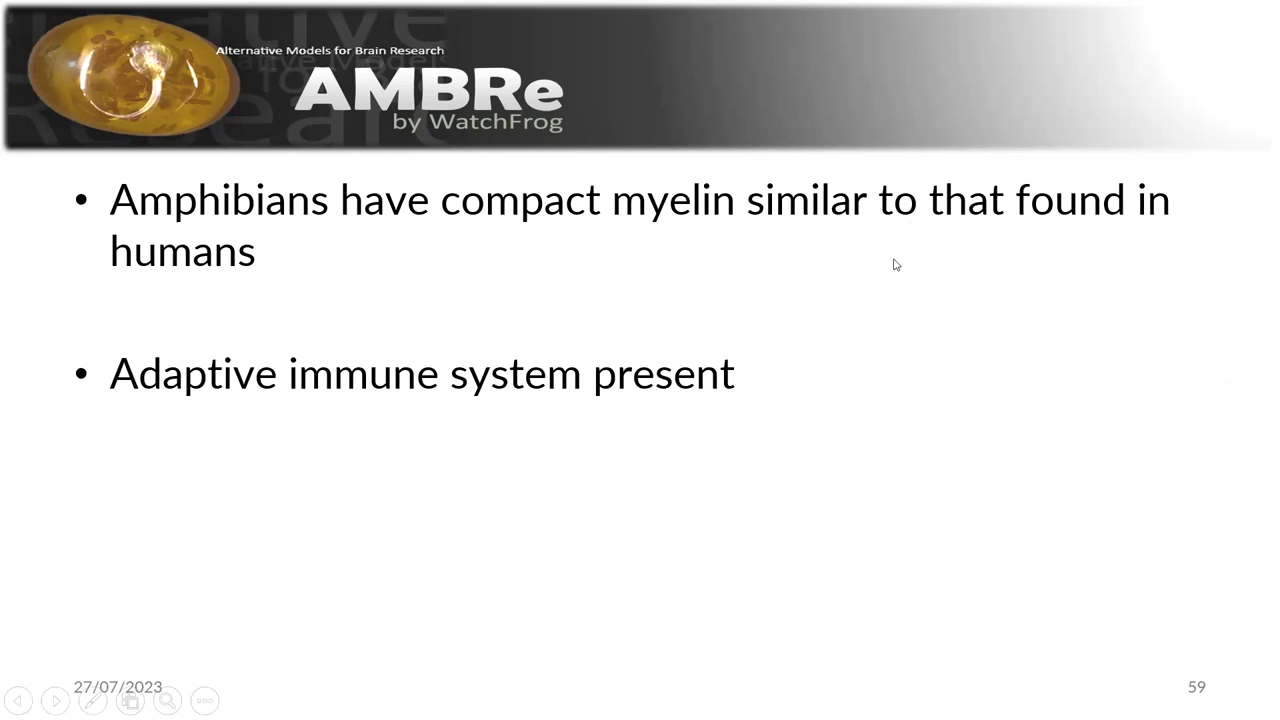 Alternative Models for Brain Research
AMBRe
by WatchFrog
• Amphibians have compact myelin similar to that found in
humans
• Adaptive immune system present
27/07/2023
59